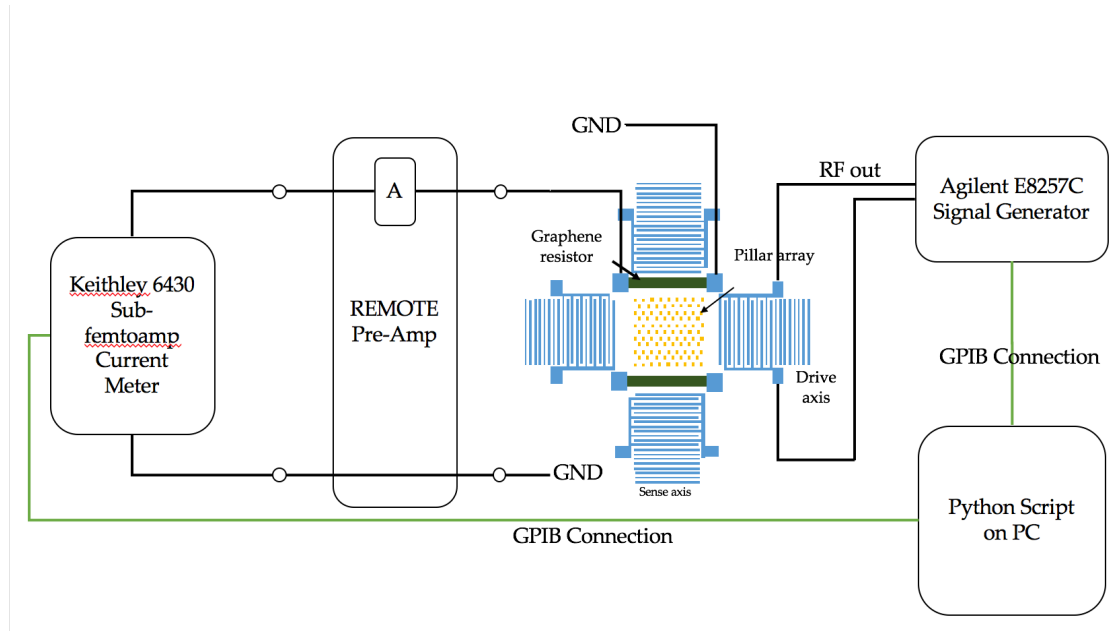 GND
RF out
Agilent E8257C
Signal Generator
A
Graphene
resistor
Pillar array
Keithley 6430
Sub-
femtoamp
Current
Meter
REMOTE
Pre-Amp
GPIB Connection
Drive
axis
GND
Sense axis
Python Script
on PC
GPIB Connection